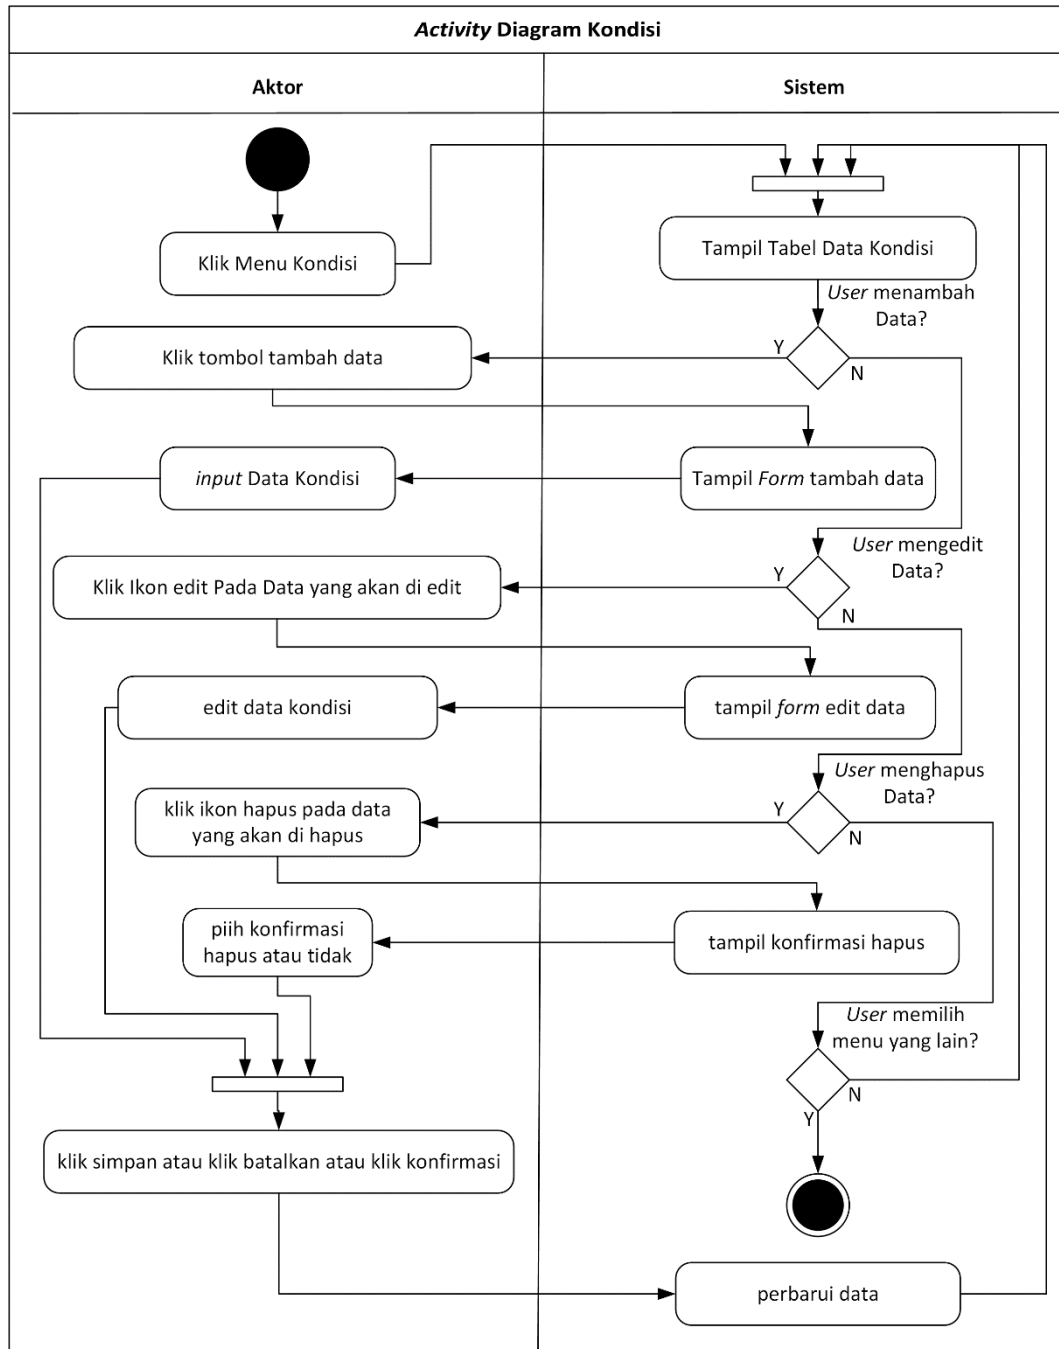 Activity Diagram Kondisi
Aktor
Sistem
Klik Menu Kondisi
Tampil Tabel Data Kondisi
User menambah
Data?
Y
N
Klik tombol tambah data
input Data Kondisi
Tampil Form tambah data
User mengedit
Data?
Y
N
Klik Ikon edit Pada Data yang akan di edit
edit data kondisi
tampil form edit data
User menghapus
Data?
Y
N
klik ikon hapus pada data
yang akan di hapus
piih konfirmasi
hapus atau tidak
tampil konfirmasi hapus
User memilih
menu yang lain?
N
Y
klik simpan atau klik batalkan atau klik konfirmasi
perbarui data